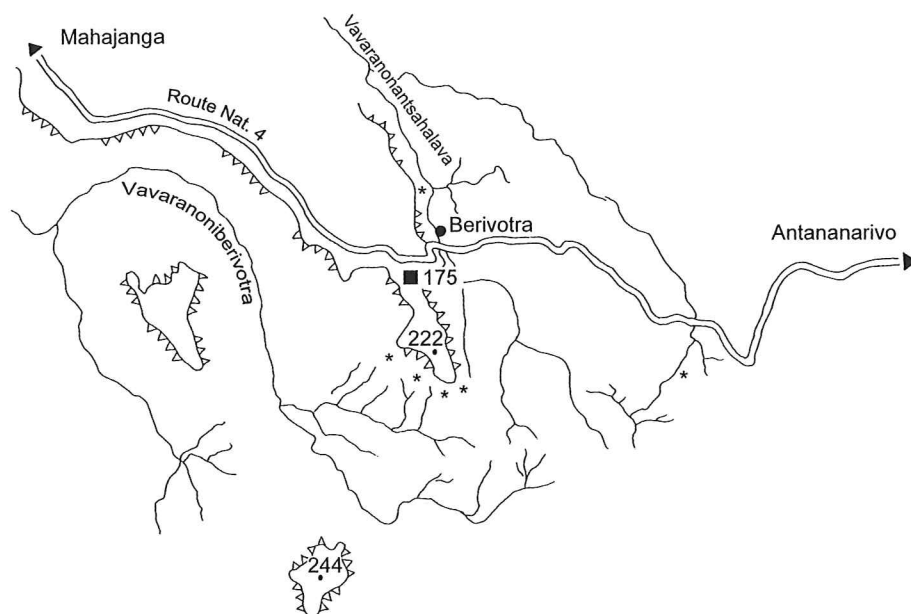 Mahajanga
Route Nat. 4
Vavaranonantsahalava
Vavaranoniberivotra
Berivotra
Antananarivo
175
222
244